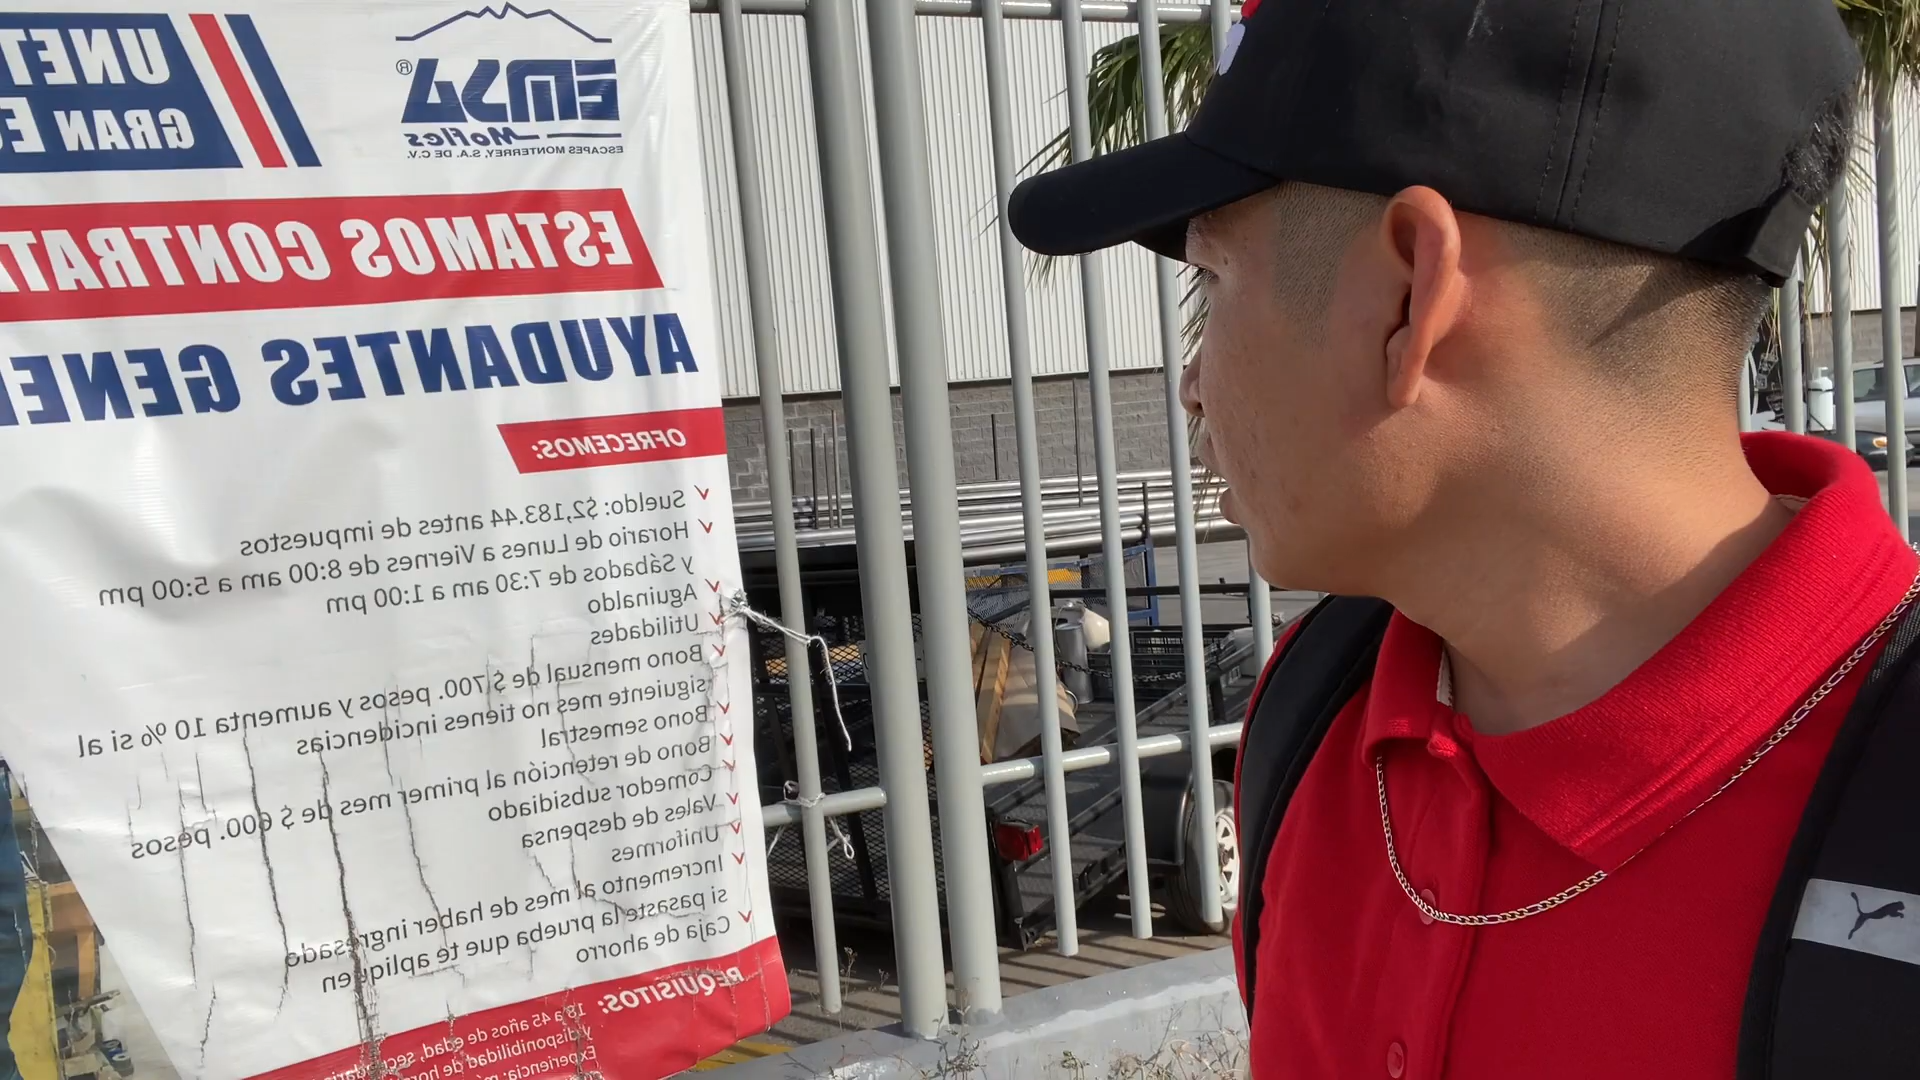 UNET
GRAN E
EMSA®
Mofles
ESCAPES MONTERREY, S.A. DE C.V.
ESTAMOS CONTRAT
AYUDANTES GENE
OFRECEMOS:
✓ Sueldo: $2,183.44 antes de impuestos
✓ Horario de Lunes a Viernes de 8:00 am a 5:00 pm
y Sábados de 7:30 am a 1:00 pm
✓ Aguinaldo
✓ Utilidades
✓ Bono mensual de $ 700. pesos y aumenta 10 % si al
siguiente mes no tienes incidencias
✓ Bono semestral
✓ Bono de retención al primer mes de $ 600. pesos
✓ Comedor subsidiado
✓ Vales de despensa
✓ Uniformes
✓ Incremento al mes de haber ingresado
si pasaste la prueba que te apliquen
✓ Caja de ahorro
REQUISITOS:
18 a 45 años de edad,
y disponibilidad de
Experiencia: